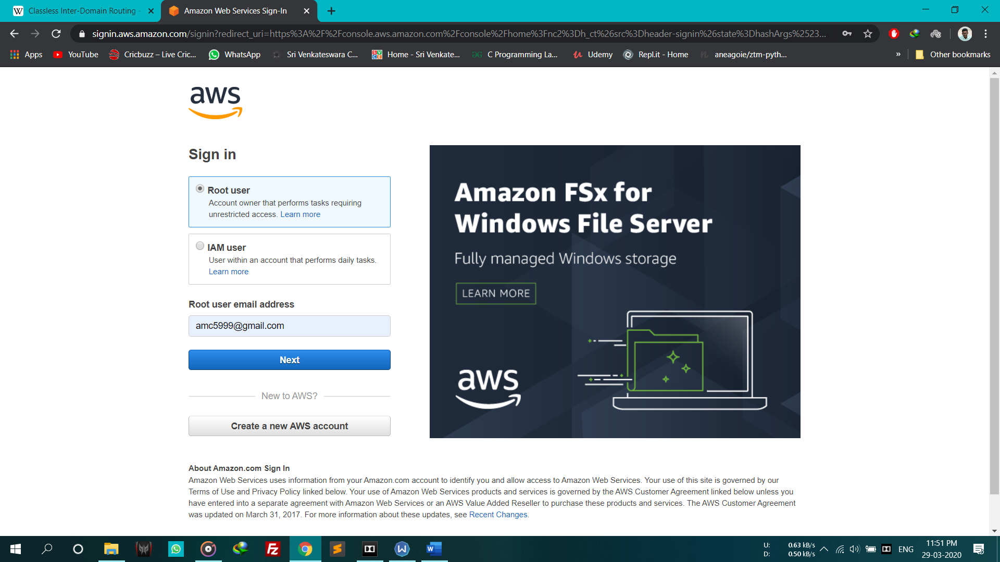 Classless Inter-Domain Routing -
Amazon Web Services Sign-In
signin.aws.amazon.com/signin?redirect_uri=https%3A%2F%2Fconsole.aws.amazon.com%2Fconsole%2Fhome%3Fnc2%3Dh_ct%26src%3Dheader-signin%26state%3DhashArgs%2523...
Apps YouTube Cricbuzz – Live Cric... WhatsApp Sri Venkateswara C... Home - Sri Venkate... C Programming La... Udemy Repl.it - Home aneagoie/ztm-pyth... » Other bookmarks
aws
Sign in
Root user
Account owner that performs tasks requiring
unrestricted access. Learn more
IAM user
User within an account that performs daily tasks.
Learn more
Root user email address
amc5999@gmail.com
Next
New to AWS?
Create a new AWS account
Amazon FSx for
Windows File Server
Fully managed Windows storage
LEARN MORE
aws
About Amazon.com Sign In
Amazon Web Services uses information from your Amazon.com account to identify you and allow access to Amazon Web Services. Your use of this site is governed by our
Terms of Use and Privacy Policy linked below. Your use of Amazon Web Services products and services is governed by the AWS Customer Agreement linked below unless you
have entered into a separate agreement with Amazon Web Services or an AWS Value Added Reseller to purchase these products and services. The AWS Customer Agreement
was updated on March 31, 2017. For more information about these updates, see Recent Changes.
U: 0.63 kB/s
D: 0.50 kB/s
ENG
11:51 PM
29-03-2020